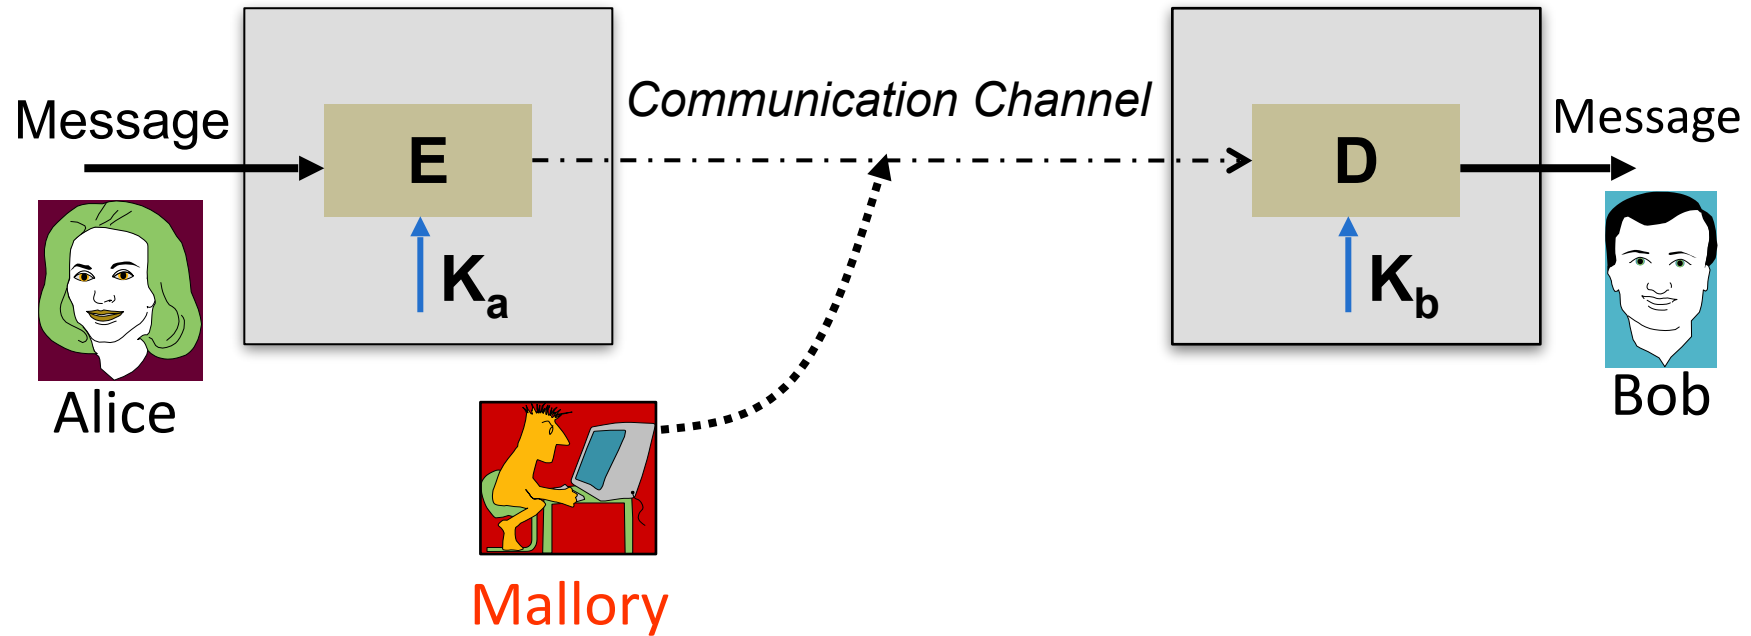 Communication Channel
Message
Message
E
D
Ka
Kb
Alice
Bob
Mallory